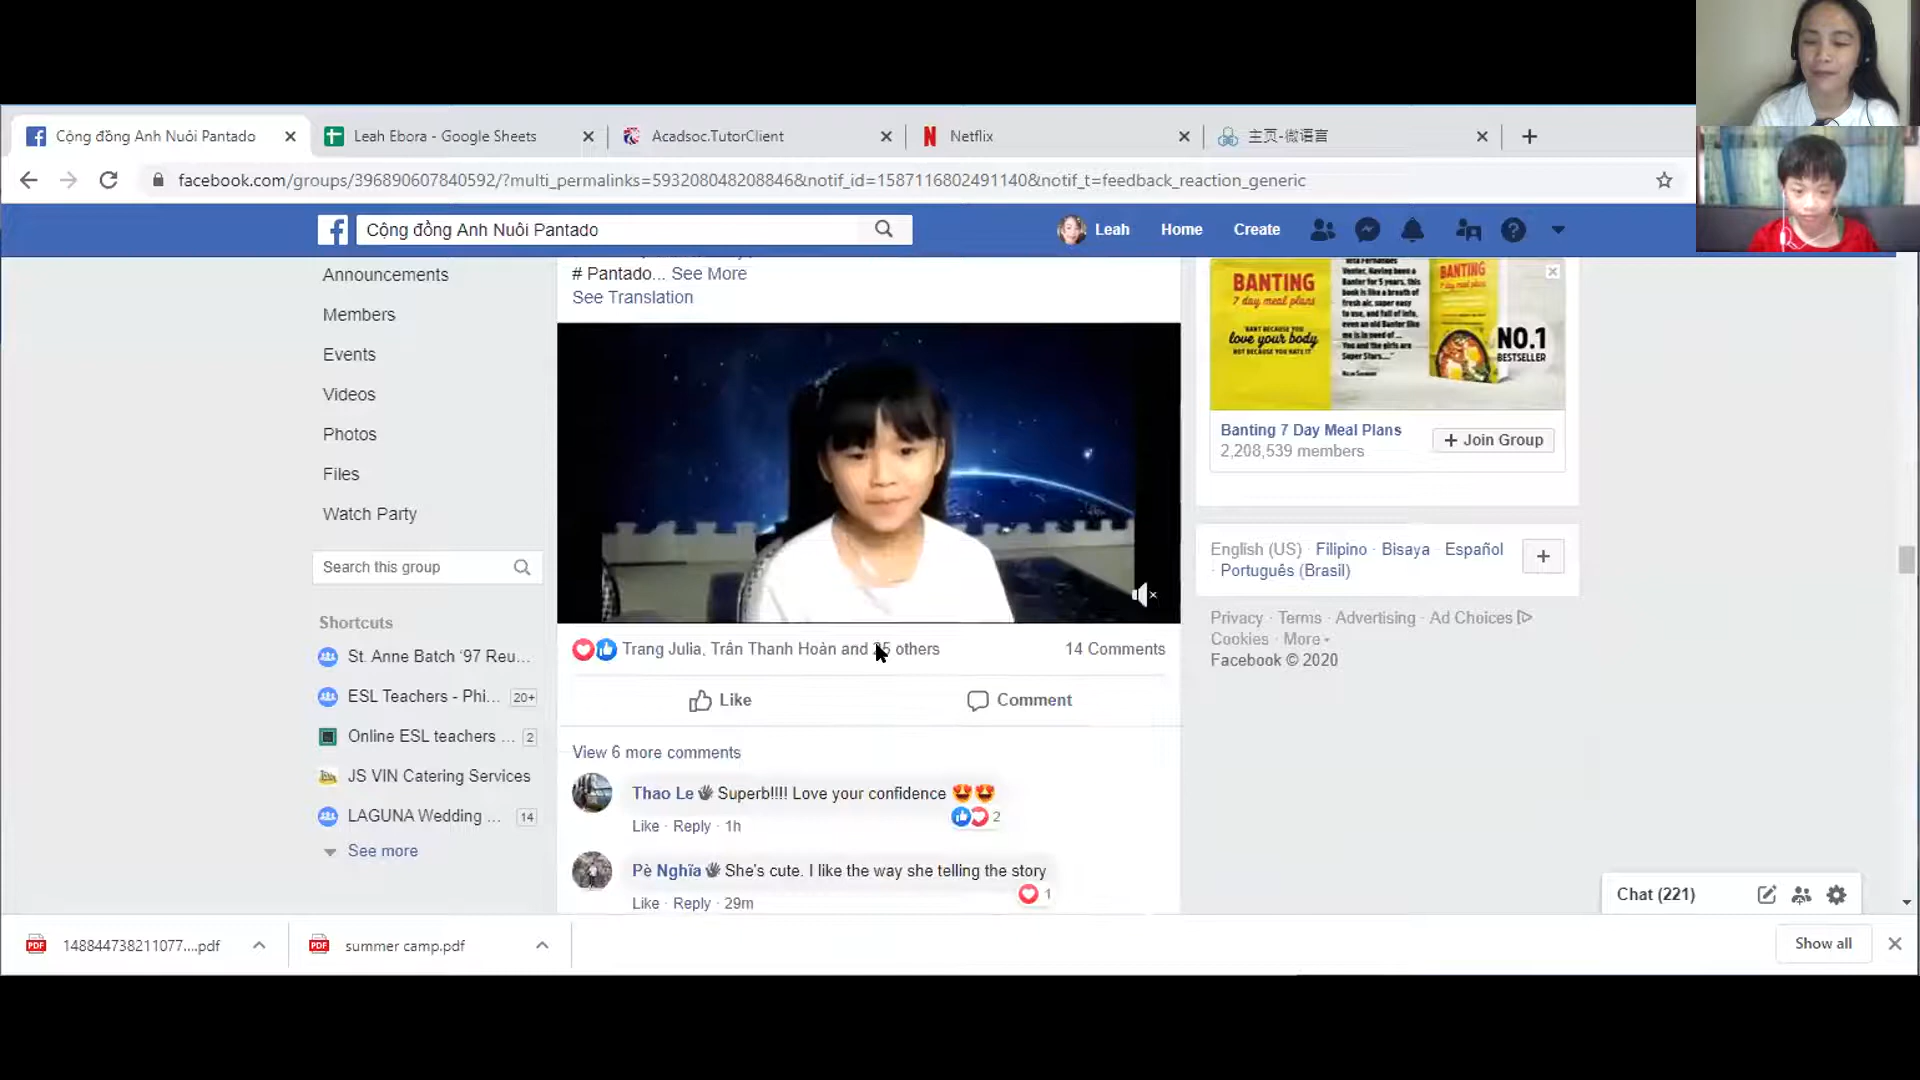 Cộng đồng Anh Nuôi Pantado
Leah Ebora - Google Sheets
Acadsoc.TutorClient
Netflix
主页-微语言
facebook.com/groups/396890607840592/?multi_permalinks=593208048208846&notif_id=1587116802491140&notif_t=feedback_reaction_generic
Cộng đồng Anh Nuôi Pantado
Leah
Home
Create
Announcements
Members
Events
Videos
Photos
Files
Watch Party
Search this group
Shortcuts
St. Anne Batch '97 Reu...
ESL Teachers - Phi... 20+
Online ESL teachers ... 2
JS VIN Catering Services
LAGUNA Wedding ... 14
See more
# Pantado... See More
See Translation
Trang Julia, Trần Thanh Hoàn and 25 others
14 Comments
Like
Comment
View 6 more comments
Thao Le Superb!!!! Love your confidence
2
Like · Reply · 1h
Pè Nghĩa She's cute. I like the way she telling the story
1
Like · Reply · 29m
BANTING
7 day meal plans
love your body
BANTING
NO.1
BESTSELLER
Banting 7 Day Meal Plans
2,208,539 members
+ Join Group
English (US) · Filipino · Bisaya · Español
· Português (Brasil)
Privacy · Terms · Advertising · Ad Choices
Cookies · More
Facebook © 2020
Chat (221)
148844738211077....pdf
summer camp.pdf
Show all